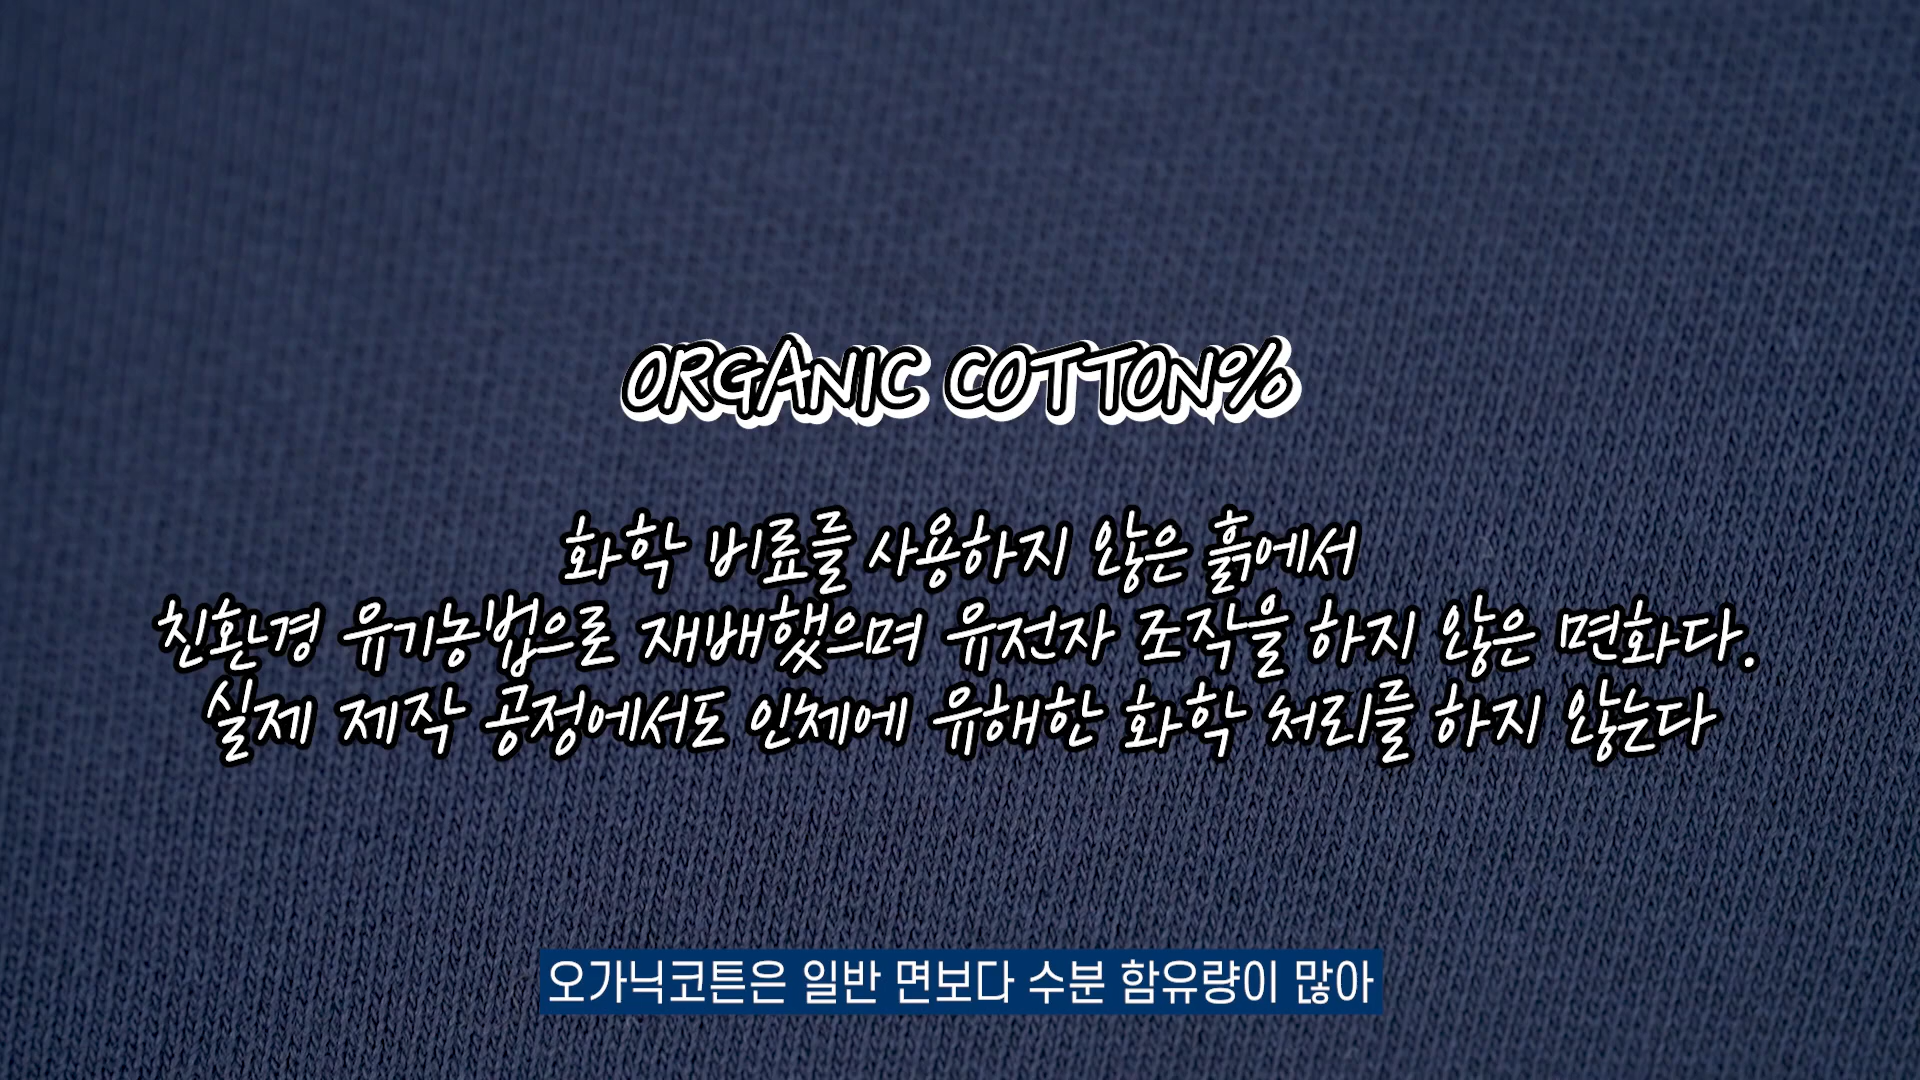 ORGANIC COTTON%
화학 비료를 사용하지 않은 흙에서
친환경 유기농법으로 재배했으며 유전자 조작을 하지 않은 면화다.
실제 제작 공정에서도 인체에 유해한 화학 처리를 하지 않는다
오가닉코튼은 일반 면보다 수분 함유량이 많아